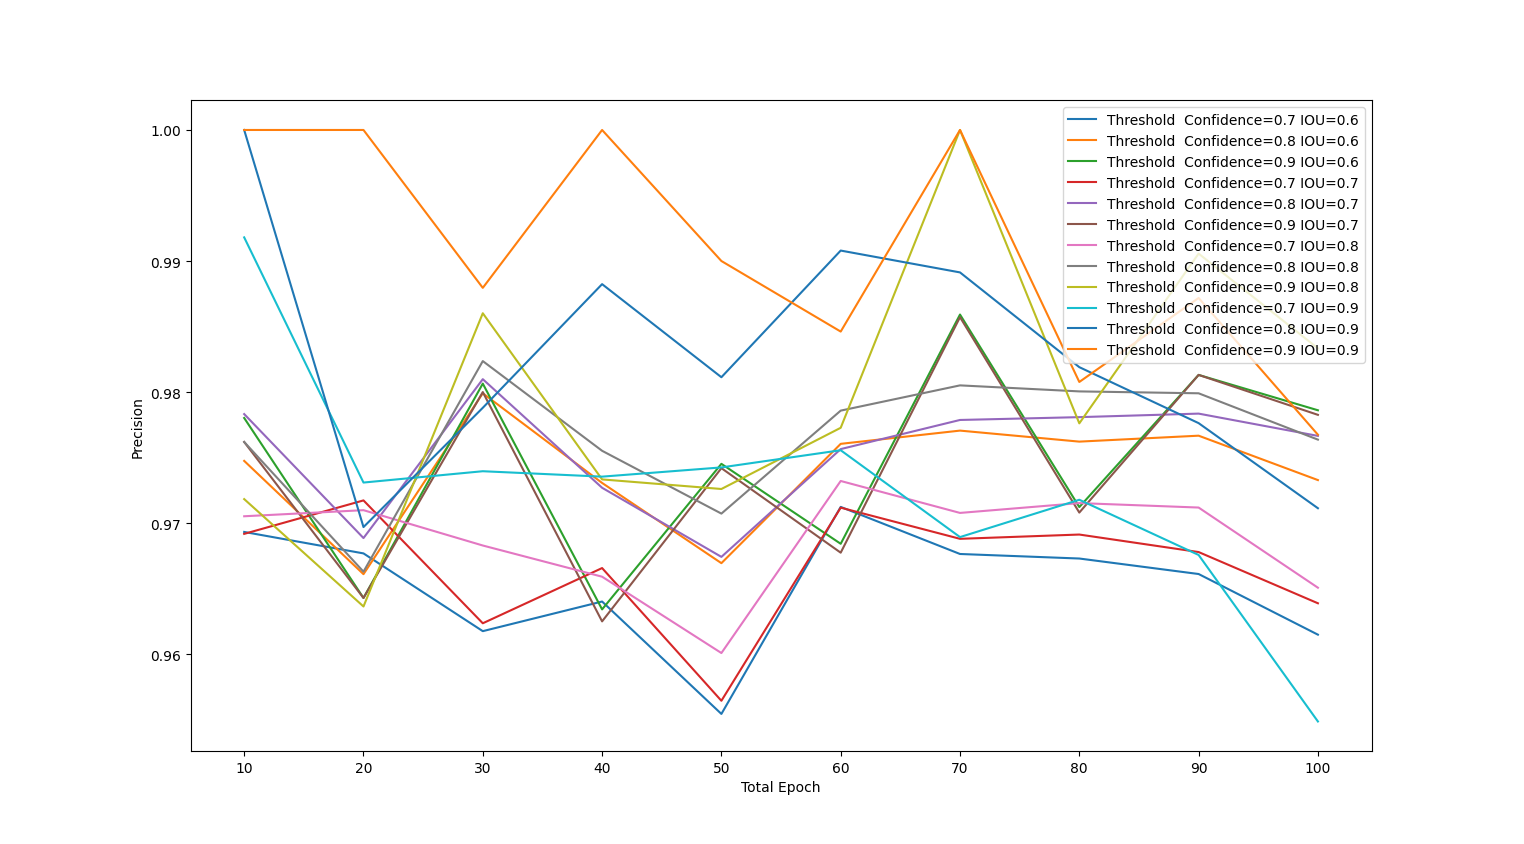 1.00
0.99
0.98
0.97
0.96
Precision
10 20 30 40 50 60 70 80 90 100
Total Epoch
Threshold  Confidence=0.7 IOU=0.6
Threshold  Confidence=0.8 IOU=0.6
Threshold  Confidence=0.9 IOU=0.6
Threshold  Confidence=0.7 IOU=0.7
Threshold  Confidence=0.8 IOU=0.7
Threshold  Confidence=0.9 IOU=0.7
Threshold  Confidence=0.7 IOU=0.8
Threshold  Confidence=0.8 IOU=0.8
Threshold  Confidence=0.9 IOU=0.8
Threshold  Confidence=0.7 IOU=0.9
Threshold  Confidence=0.8 IOU=0.9
Threshold  Confidence=0.9 IOU=0.9